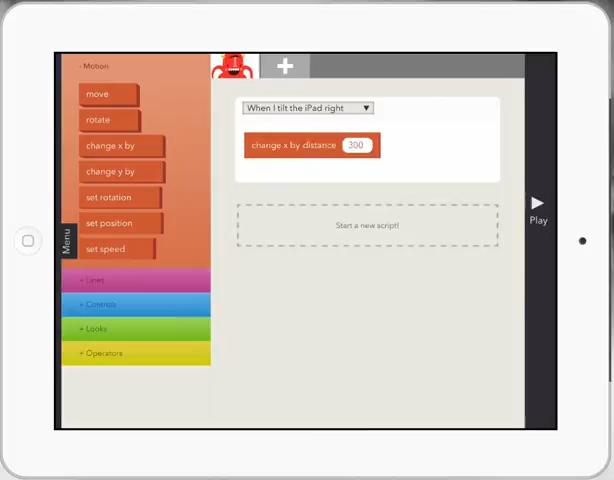 - Motion
move
rotate
change x by
change y by
set rotation
set position
set speed
Menu
+ Lines
+ Controls
+ Looks
+ Operators
+
When I tilt the iPad right ▼
change x by distance 300
Start a new script!
Play